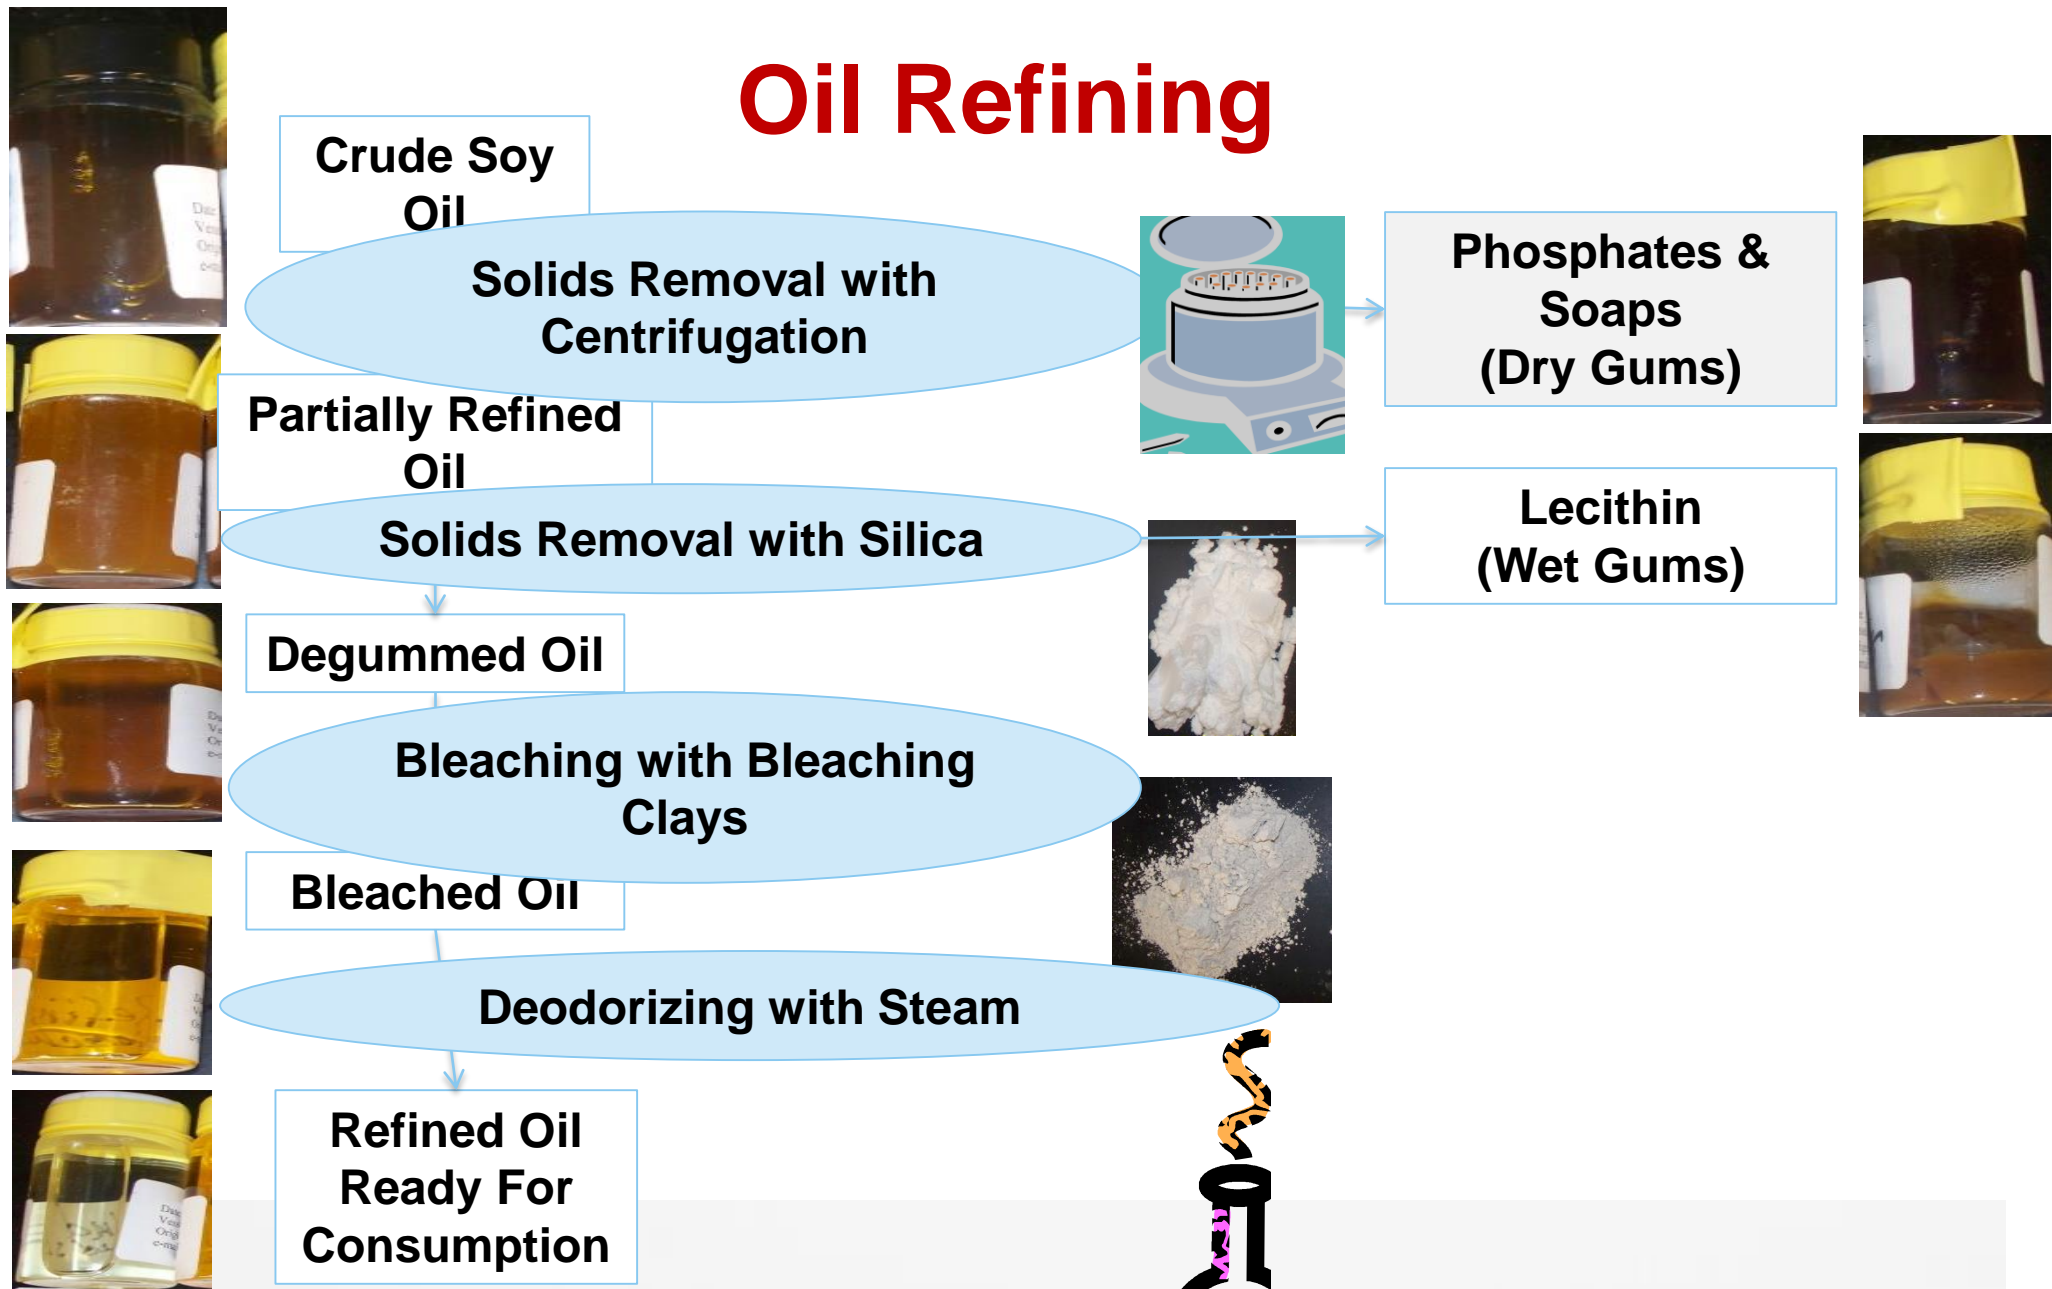 Oil Refining
Crude Soy
Oil
Solids Removal with
Centrifugation
Phosphates &
Soaps
(Dry Gums)
Partially Refined
Oil
Solids Removal with Silica
Lecithin
(Wet Gums)
Degummed Oil
Bleaching with Bleaching
Clays
Bleached Oil
Deodorizing with Steam
Refined Oil
Ready For
Consumption